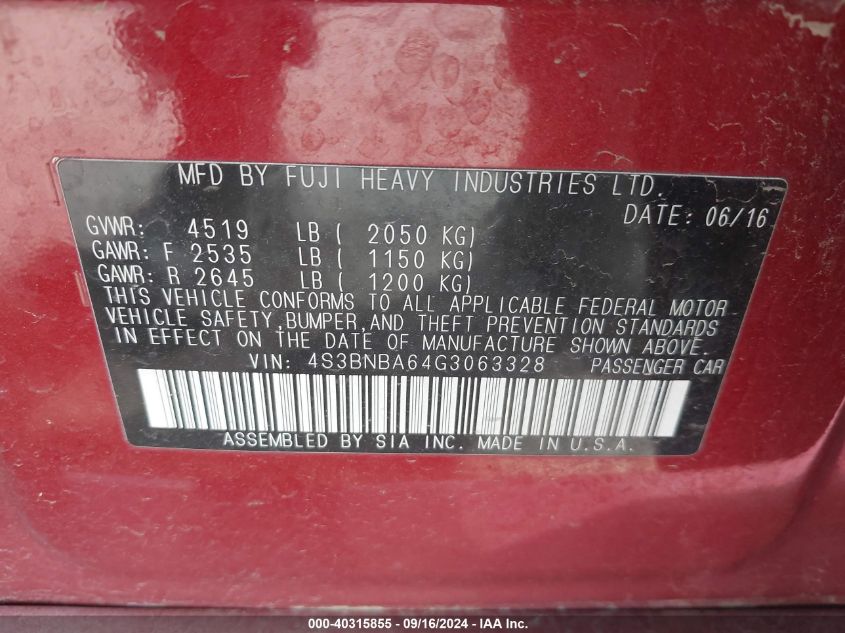 MFD BY FUJI HEAVY INDUSTRIES LTD.
DATE: 06/16
GVWR: 4519 LB ( 2050 KG)
GAWR: F 2535 LB ( 1150 KG)
GAWR: R 2645 LB ( 1200 KG)
THIS VEHICLE CONFORMS TO ALL APPLICABLE FEDERAL MOTOR
VEHICLE SAFETY,BUMPER,AND THEFT PREVENTION STANDARDS
IN EFFECT ON THE DATE OF MANUFACTURE SHOWN ABOVE.
VIN: 4S3BNBA64G3063328 PASSENGER CAR
ASSEMBLED BY SIA INC. MADE IN U.S.A.
000-40315855 - 09/16/2024 - IAA, Inc.